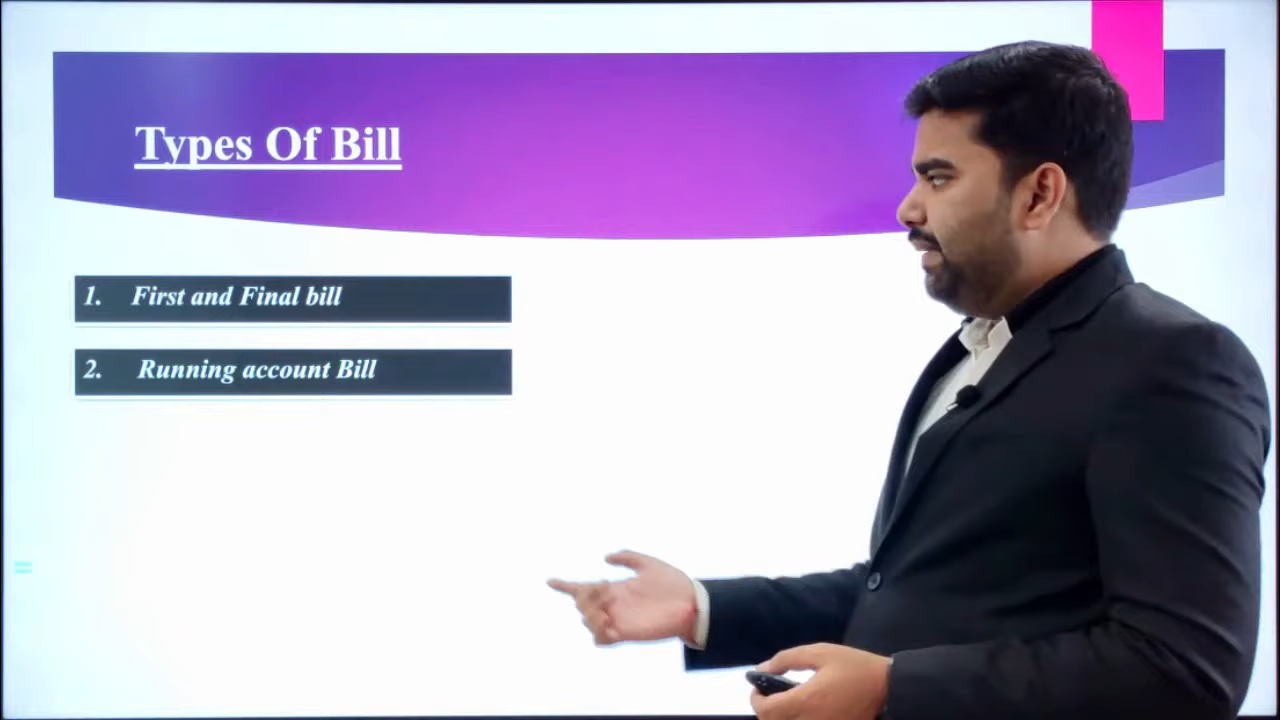 Types Of Bill
1. First and Final bill
2. Running account Bill